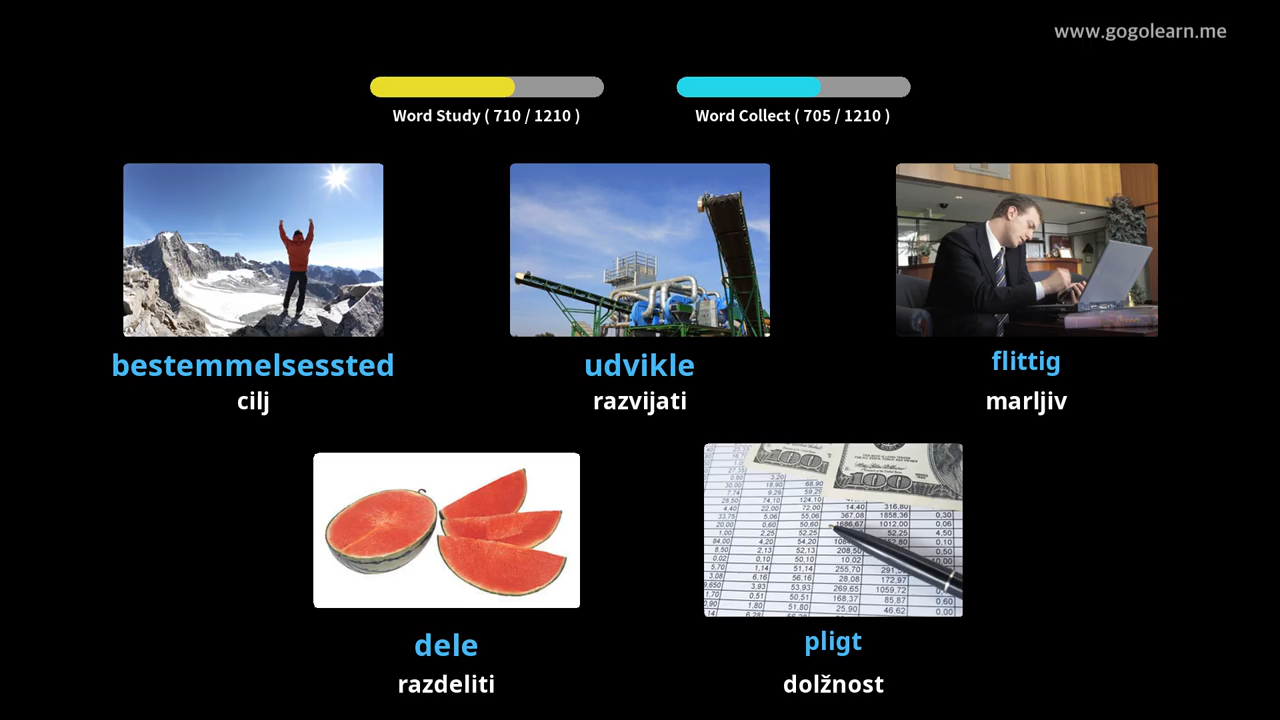 www.gogolearn.me
Word Study ( 710 / 1210 )
Word Collect ( 705 / 1210 )
bestemmelsessted
cilj
udvikle
razvijati
flittig
marljiv
dele
razdeliti
pligt
dolžnost